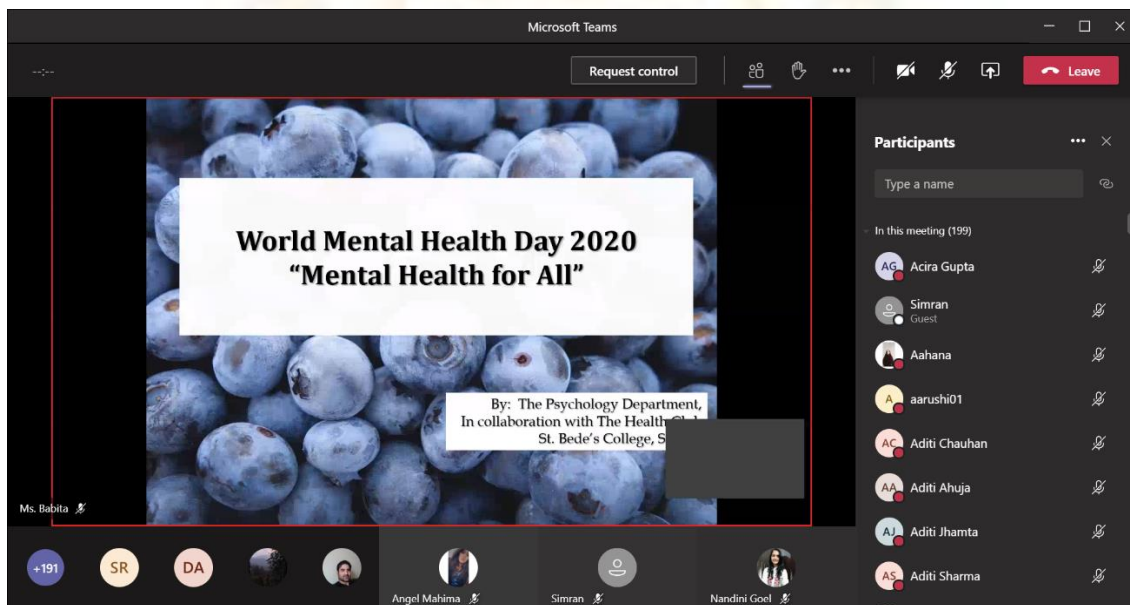 Microsoft Teams
--:--
Request control
Leave
World Mental Health Day 2020
“Mental Health for All”
By: The Psychology Department,
In collaboration with The Health
St. Bede's College,
Ms. Babita
+191
SR
DA
Angel Mahima
Simran
Nandini Goel
Participants
Type a name
In this meeting (199)
AG Acira Gupta
Simran
Guest
Aahana
A aarushi01
AC Aditi Chauhan
AA Aditi Ahuja
AJ Aditi Jhamta
AS Aditi Sharma